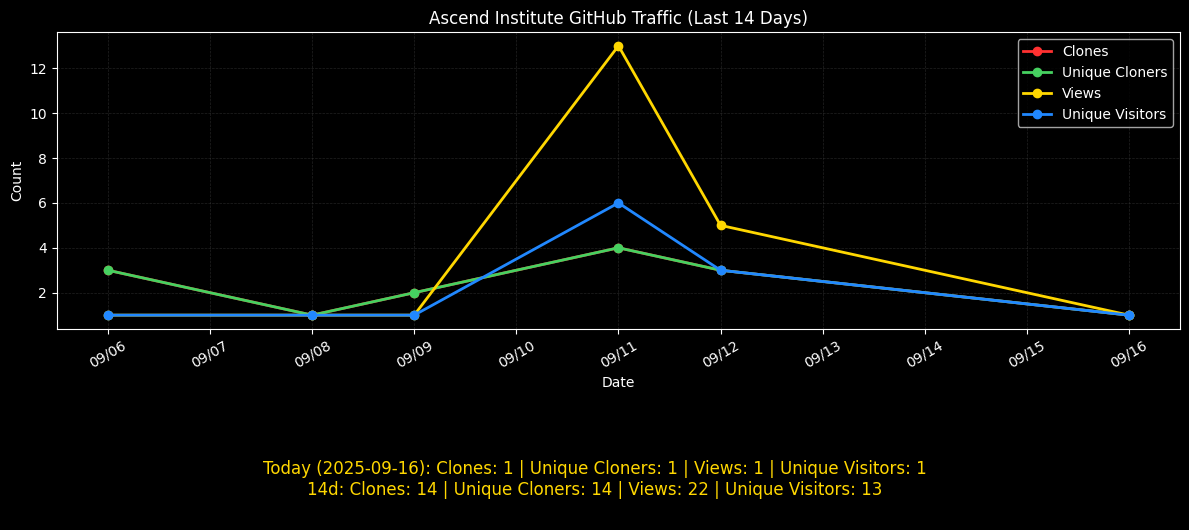 Ascend Institute GitHub Traffic (Last 14 Days)
Clones
Unique Cloners
Views
Unique Visitors
Count
12
10
8
6
4
2
09/06
09/07
09/08
09/09
09/10
09/11
09/12
09/13
09/14
09/15
09/16
Date
Today (2025-09-16): Clones: 1 | Unique Cloners: 1 | Views: 1 | Unique Visitors: 1
14d: Clones: 14 | Unique Cloners: 14 | Views: 22 | Unique Visitors: 13